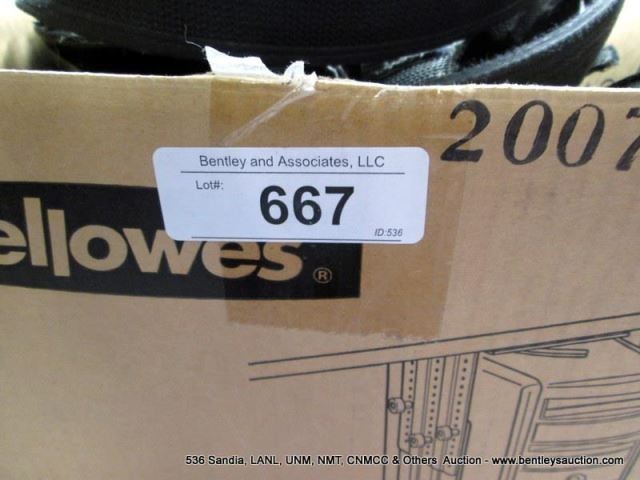 2007
Bentley and Associates, LLC
Lot#:
667
ID:536
ellowes®
536 Sandia, LANL, UNM, NMT, CNMCC & Others Auction - www.bentleysauction.com